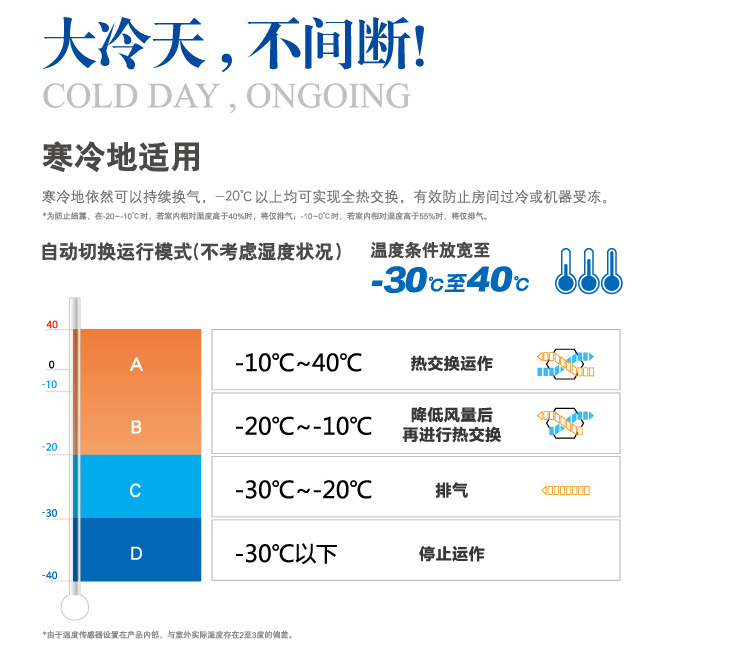 大冷天，不间断!
COLD DAY , ONGOING
寒冷地适用
寒冷地依然可以持续换气，-20℃以上均可实现全热交换，有效防止房间过冷或机器受冻。
*为防止结露，在-20~-10℃时，若室内相对湿度高于40%时，将仅排气；-10~0℃时，若室内相对湿度高于55%时，将仅排气。
自动切换运行模式(不考虑湿度状况）
温度条件放宽至
-30℃至40℃
40
0
-10
-20
-30
-40
A
-10℃~40℃
热交换运作
B
-20℃~-10℃
降低风量后
再进行热交换
C
-30℃~-20℃
排气
D
-30℃以下
停止运作
*由于温度传感器设置在产品内部，与室外实际温度存在2至3度的偏差。